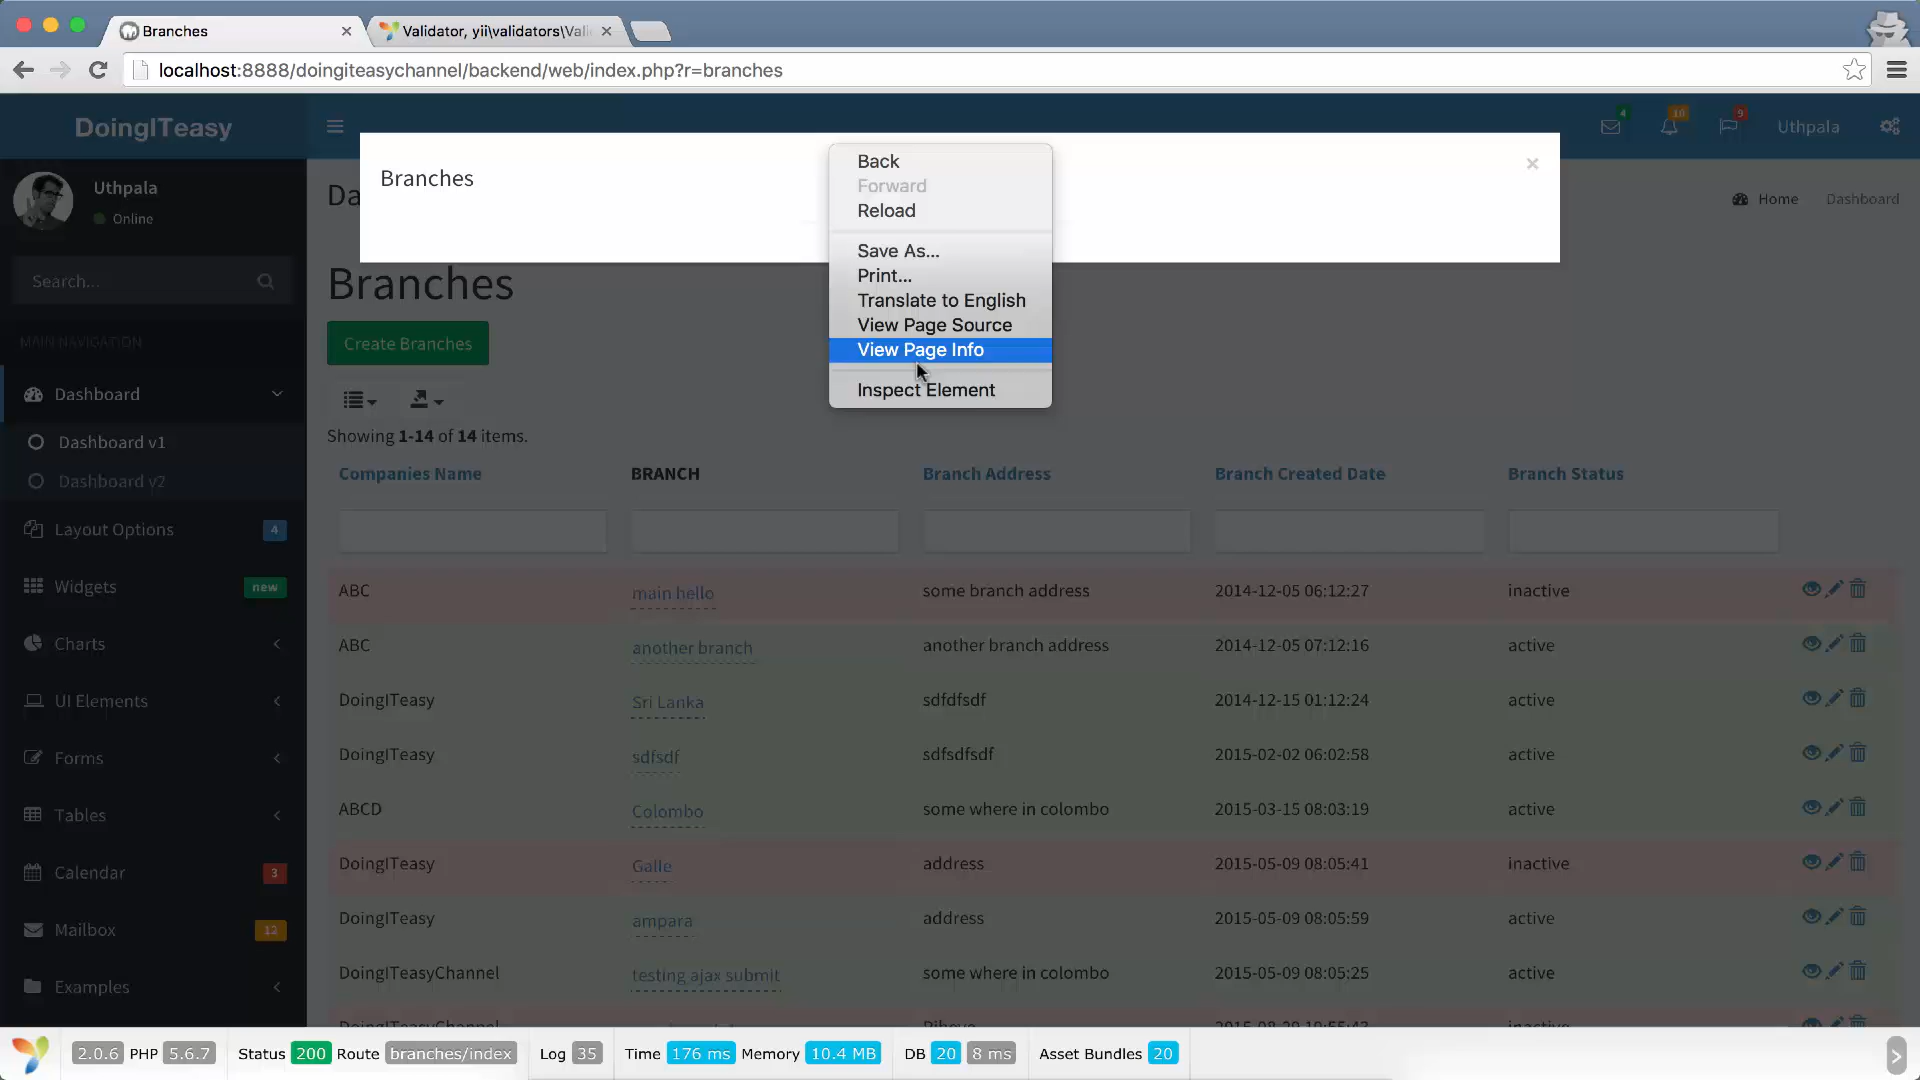 Branches
Validator, yii\validators\Vali
localhost:8888/doingiteasychannel/backend/web/index.php?r=branches
DoingITeasy
4
10
9
Uthpala
Branches
×
Back
Forward
Reload
Save As...
Print...
Translate to English
View Page Source
View Page Info
Inspect Element
Uthpala
Online
Da
Home
Dashboard
Search...
Branches
MAIN NAVIGATION
Create Branches
Dashboard
Dashboard v1
Dashboard v2
Layout Options 4
Widgets new
Charts
UI Elements
Forms
Tables
Calendar 3
Mailbox 12
Examples
Showing 1-14 of 14 items.
Companies Name BRANCH Branch Address Branch Created Date Branch Status
ABC main hello some branch address 2014-12-05 06:12:27 inactive
ABC another branch another branch address 2014-12-05 07:12:16 active
DoingITeasy Sri Lanka sdfdfsdf 2014-12-15 01:12:24 active
DoingITeasy sdfsdf sdfsdfsdf 2015-02-02 06:02:58 active
ABCD Colombo some where in colombo 2015-03-15 08:03:19 active
DoingITeasy Galle address 2015-05-09 08:05:41 inactive
DoingITeasy ampara address 2015-05-09 08:05:59 active
DoingITeasyChannel testing ajax submit some where in colombo 2015-05-09 08:05:25 active
2.0.6 PHP 5.6.7 Status 200 Route branches/index Log 35 Time 176 ms Memory 10.4 MB DB 20 8 ms Asset Bundles 20